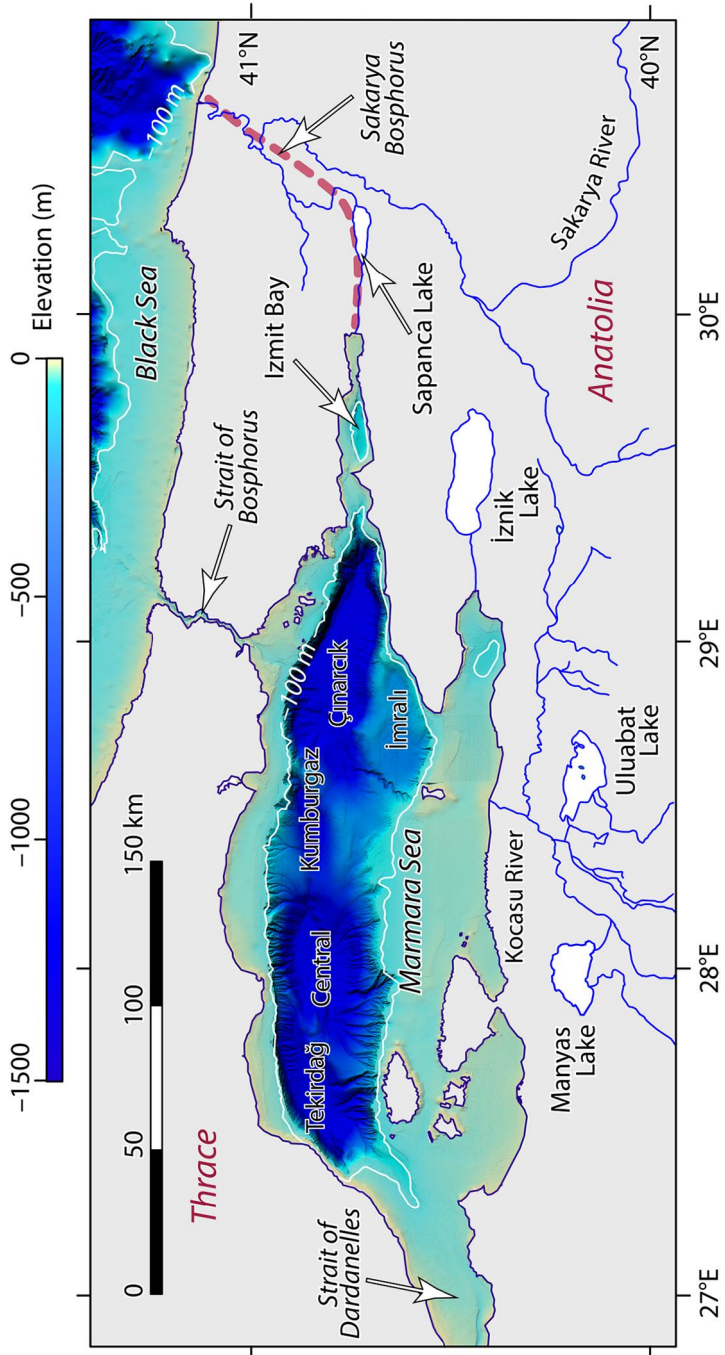 Elevation (m)
−1500
−1000
−500
0
0
50
100
150 km
Thrace
Strait of
Bosphorus
Black Sea
−100 m
41°N
Sakarya
Bosphorus
−100 m
Izmit Bay
Tekirdağ
Central
Kumburgaz
Çınarcık
İmralı
Marmara Sea
Sapanca Lake
Strait of
Dardanelles
Kocasu River
İznik
Lake
Sakarya River
Manyas
Lake
Uluabat
Lake
Anatolia
40°N
27°E
28°E
29°E
30°E